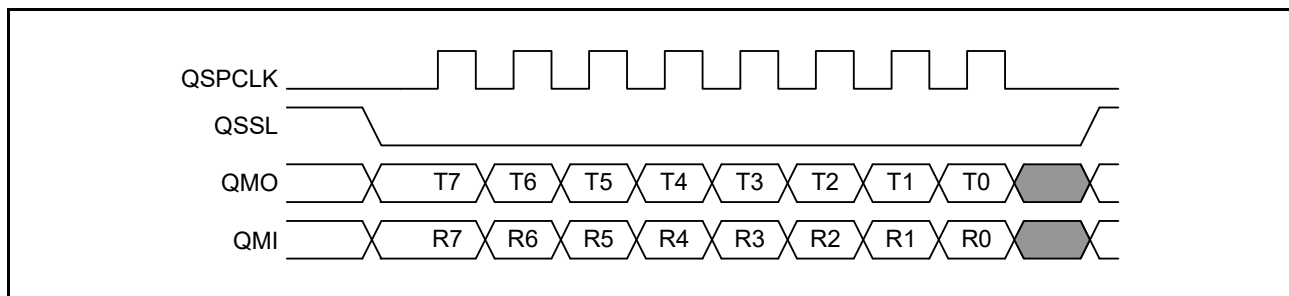 QSPCLK
QSSL
QMO T7 T6 T5 T4 T3 T2 T1 T0
QMI R7 R6 R5 R4 R3 R2 R1 R0